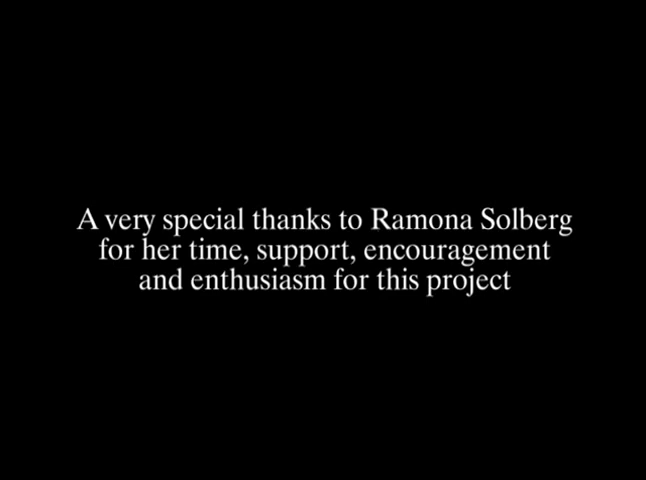 A very special thanks to Ramona Solberg
for her time, support, encouragement
and enthusiasm for this project